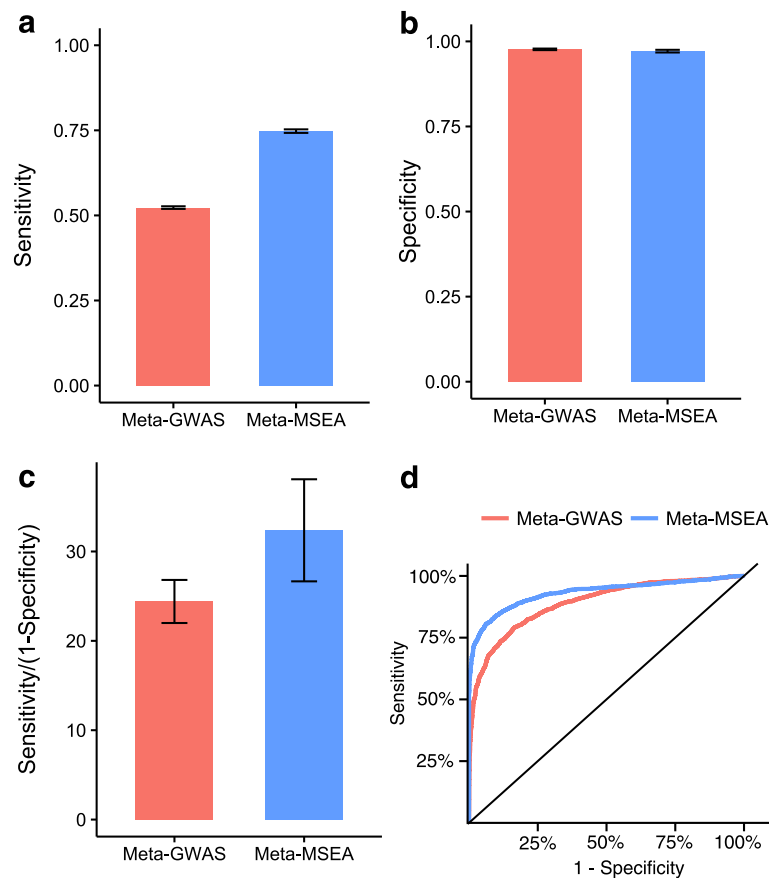 a
1.00
0.75
0.50
0.25
0.00
Sensitivity
Meta-GWAS Meta-MSEA
b
1.00
0.75
0.50
0.25
0.00
Specificity
Meta-GWAS Meta-MSEA
c
30
20
10
0
Sensitivity/(1-Specificity)
Meta-GWAS Meta-MSEA
d
Meta-GWAS Meta-MSEA
100%
75%
50%
25%
Sensitivity
25% 50% 75% 100%
1 - Specificity